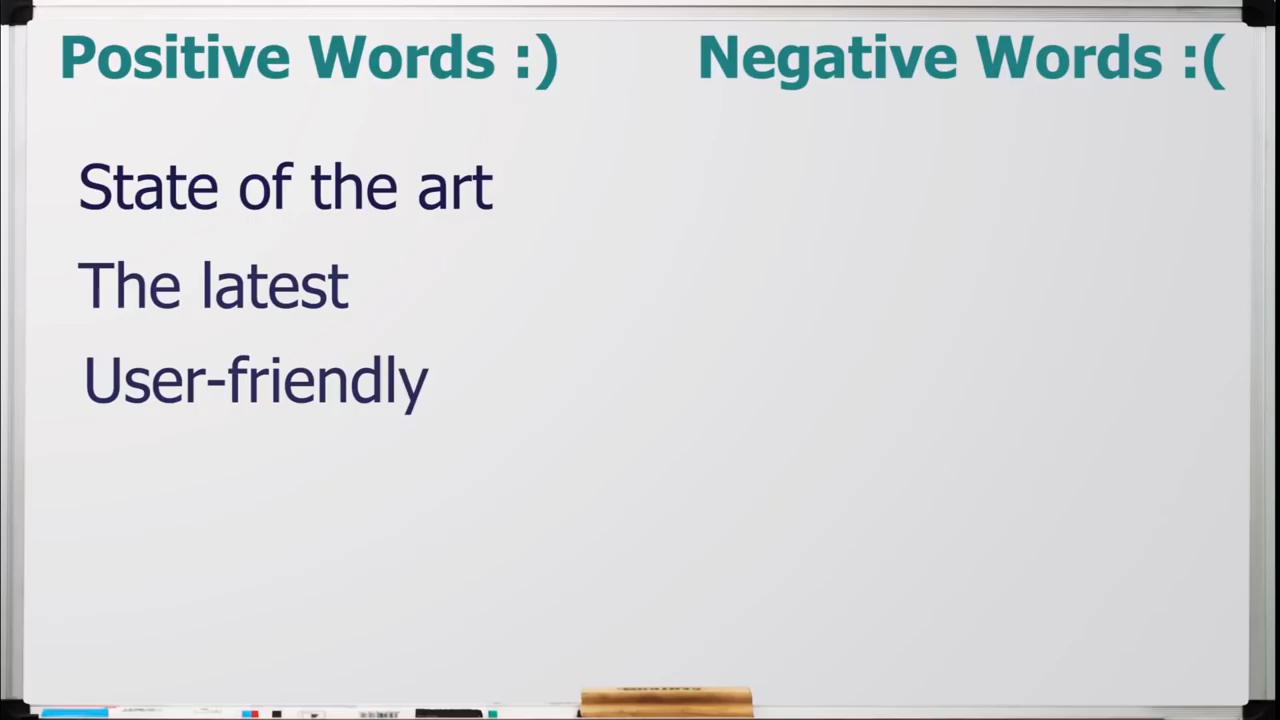 Positive Words :)
Negative Words :(
State of the art
The latest
User-friendly